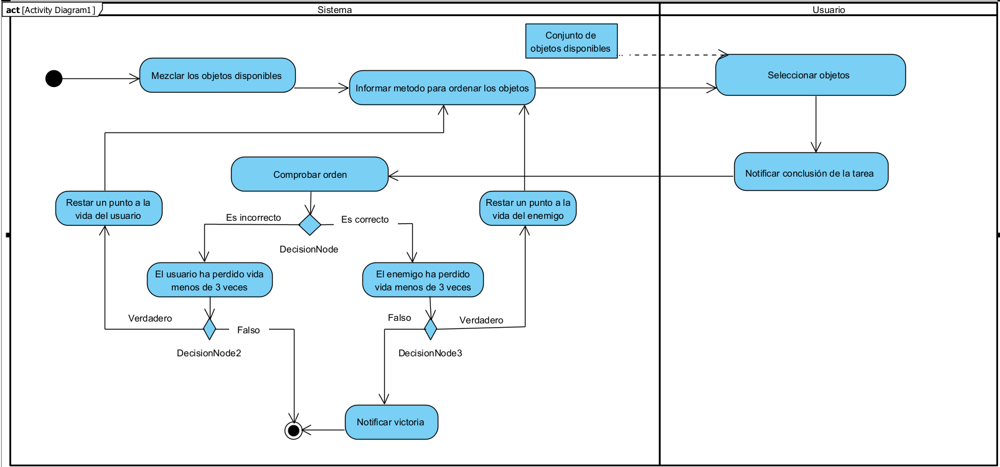 act [Activity Diagram1]
Sistema
Usuario
Conjunto de
objetos disponibles
Mezclar los objetos disponibles
Informar metodo para ordenar los objetos
Seleccionar objetos
Comprobar orden
Notificar conclusión de la tarea
Restar un punto a la
vida del usuario
Restar un punto a la
vida del enemigo
Es incorrecto
Es correcto
DecisionNode
El usuario ha perdido vida
menos de 3 veces
El enemigo ha perdido
vida menos de 3 veces
Verdadero
Falso
Falso
Verdadero
DecisionNode2
DecisionNode3
Notificar victoria